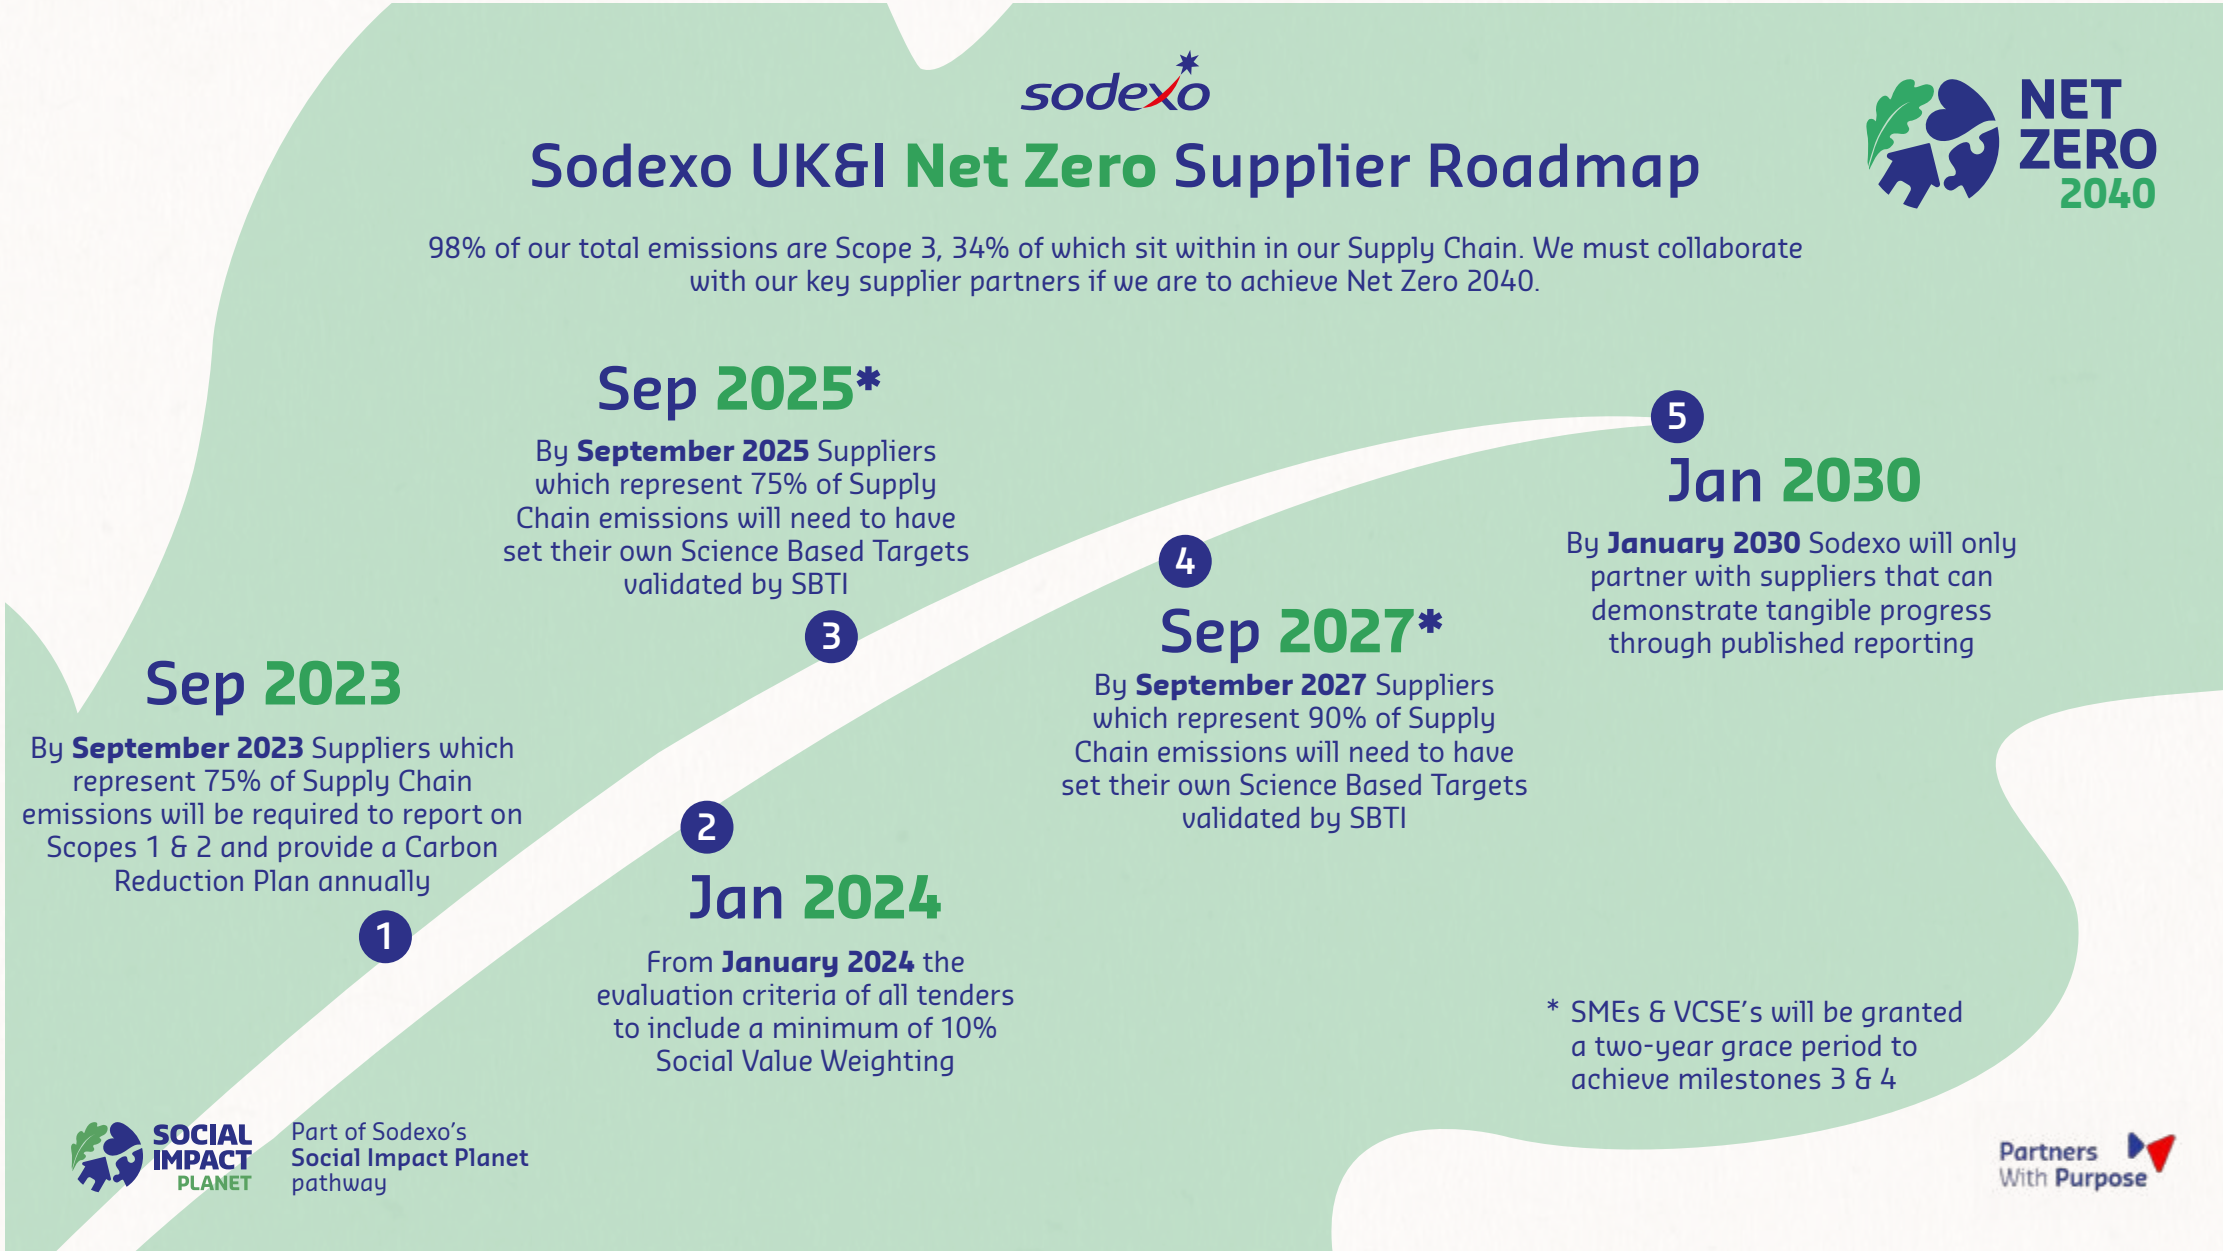 sodexo
NET
ZERO
2040
Sodexo UK&I Net Zero Supplier Roadmap
98% of our total emissions are Scope 3, 34% of which sit within in our Supply Chain. We must collaborate
with our key supplier partners if we are to achieve Net Zero 2040.
Sep 2023
By September 2023 Suppliers which
represent 75% of Supply Chain
emissions will be required to report on
Scopes 1 & 2 and provide a Carbon
Reduction Plan annually
1
2
Jan 2024
From January 2024 the
evaluation criteria of all tenders
to include a minimum of 10%
Social Value Weighting
Sep 2025*
By September 2025 Suppliers
which represent 75% of Supply
Chain emissions will need to have
set their own Science Based Targets
validated by SBTI
3
4
Sep 2027*
By September 2027 Suppliers
which represent 90% of Supply
Chain emissions will need to have
set their own Science Based Targets
validated by SBTI
5
Jan 2030
By January 2030 Sodexo will only
partner with suppliers that can
demonstrate tangible progress
through published reporting
* SMEs & VCSE's will be granted
a two-year grace period to
achieve milestones 3 & 4
SOCIAL
IMPACT
PLANET
Part of Sodexo's
Social Impact Planet
pathway
Partners
With Purpose